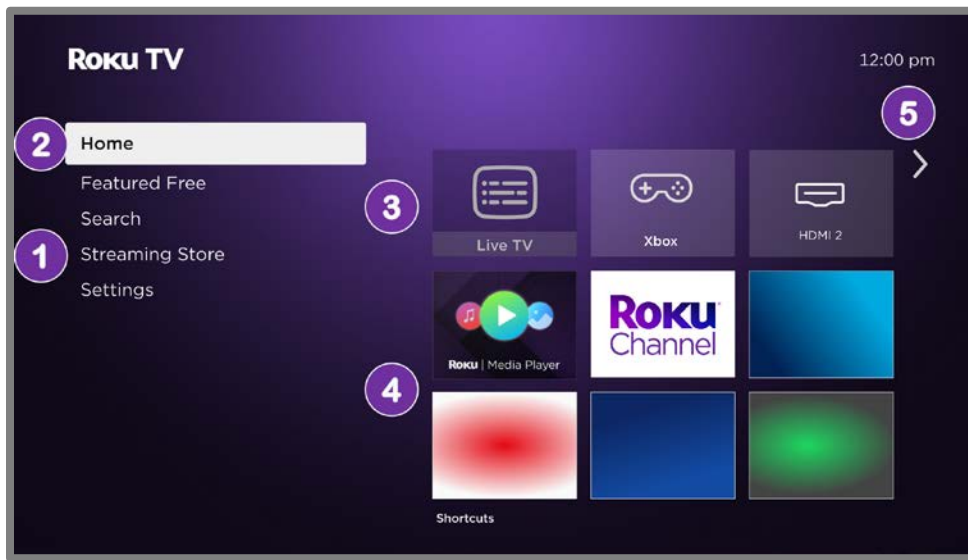 Roku TV
12:00 pm
5
2
Home
Featured Free
Search
1
Streaming Store
Settings
3
Live TV
Xbox
HDMI 2
Roku | Media Player
Roku
Channel
4
Shortcuts